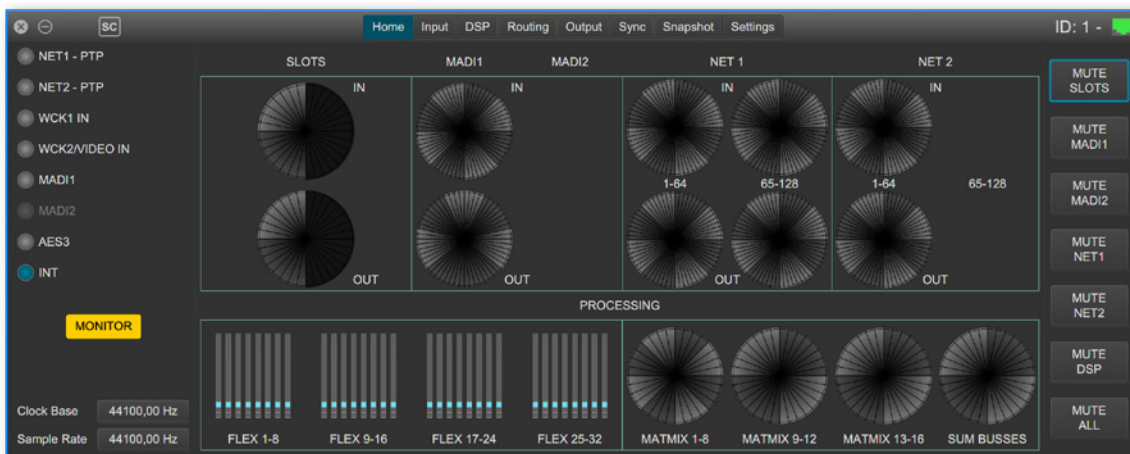 SC
Home Input DSP Routing Output Sync Snapshot Settings
ID: 1 -
NET1 - PTP
NET2 - PTP
WCK1 IN
WCK2/VIDEO IN
MADI1
MADI2
AES3
INT
MONITOR
Clock Base 44100,00 Hz
Sample Rate 44100,00 Hz
SLOTS MADI1 MADI2 NET 1 NET 2
IN IN IN IN
1-64 65-128 1-64 65-128
OUT OUT OUT OUT
PROCESSING
FLEX 1-8 FLEX 9-16 FLEX 17-24 FLEX 25-32 MATMIX 1-8 MATMIX 9-12 MATMIX 13-16 SUM BUSSES
MUTE
SLOTS
MUTE
MADI1
MUTE
MADI2
MUTE
NET1
MUTE
NET2
MUTE
DSP
MUTE
ALL